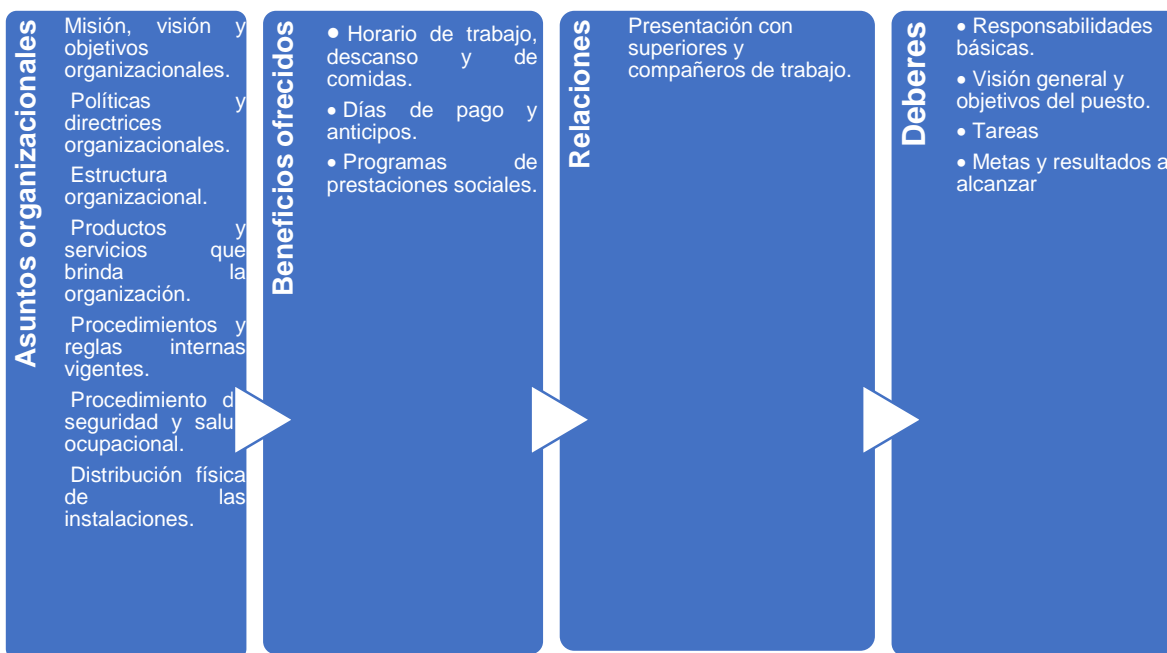 Asuntos organizacionales
Misión, visión y
objetivos
organizacionales.
Políticas y
directrices
organizacionales.
Estructura
organizacional.
Productos y
servicios que
brinda la
organización.
Procedimientos y
reglas internas
vigentes.
Procedimiento d
seguridad y salu
ocupacional.
Distribución física
de las
instalaciones.
Beneficios ofrecidos
• Horario de trabajo,
descanso y de
comidas.
• Días de pago y
anticipos.
• Programas de
prestaciones sociales.
Relaciones
Presentación con
superiores y
compañeros de trabajo.
Deberes
• Responsabilidades
básicas.
• Visión general y
objetivos del puesto.
• Tareas
• Metas y resultados a
alcanzar